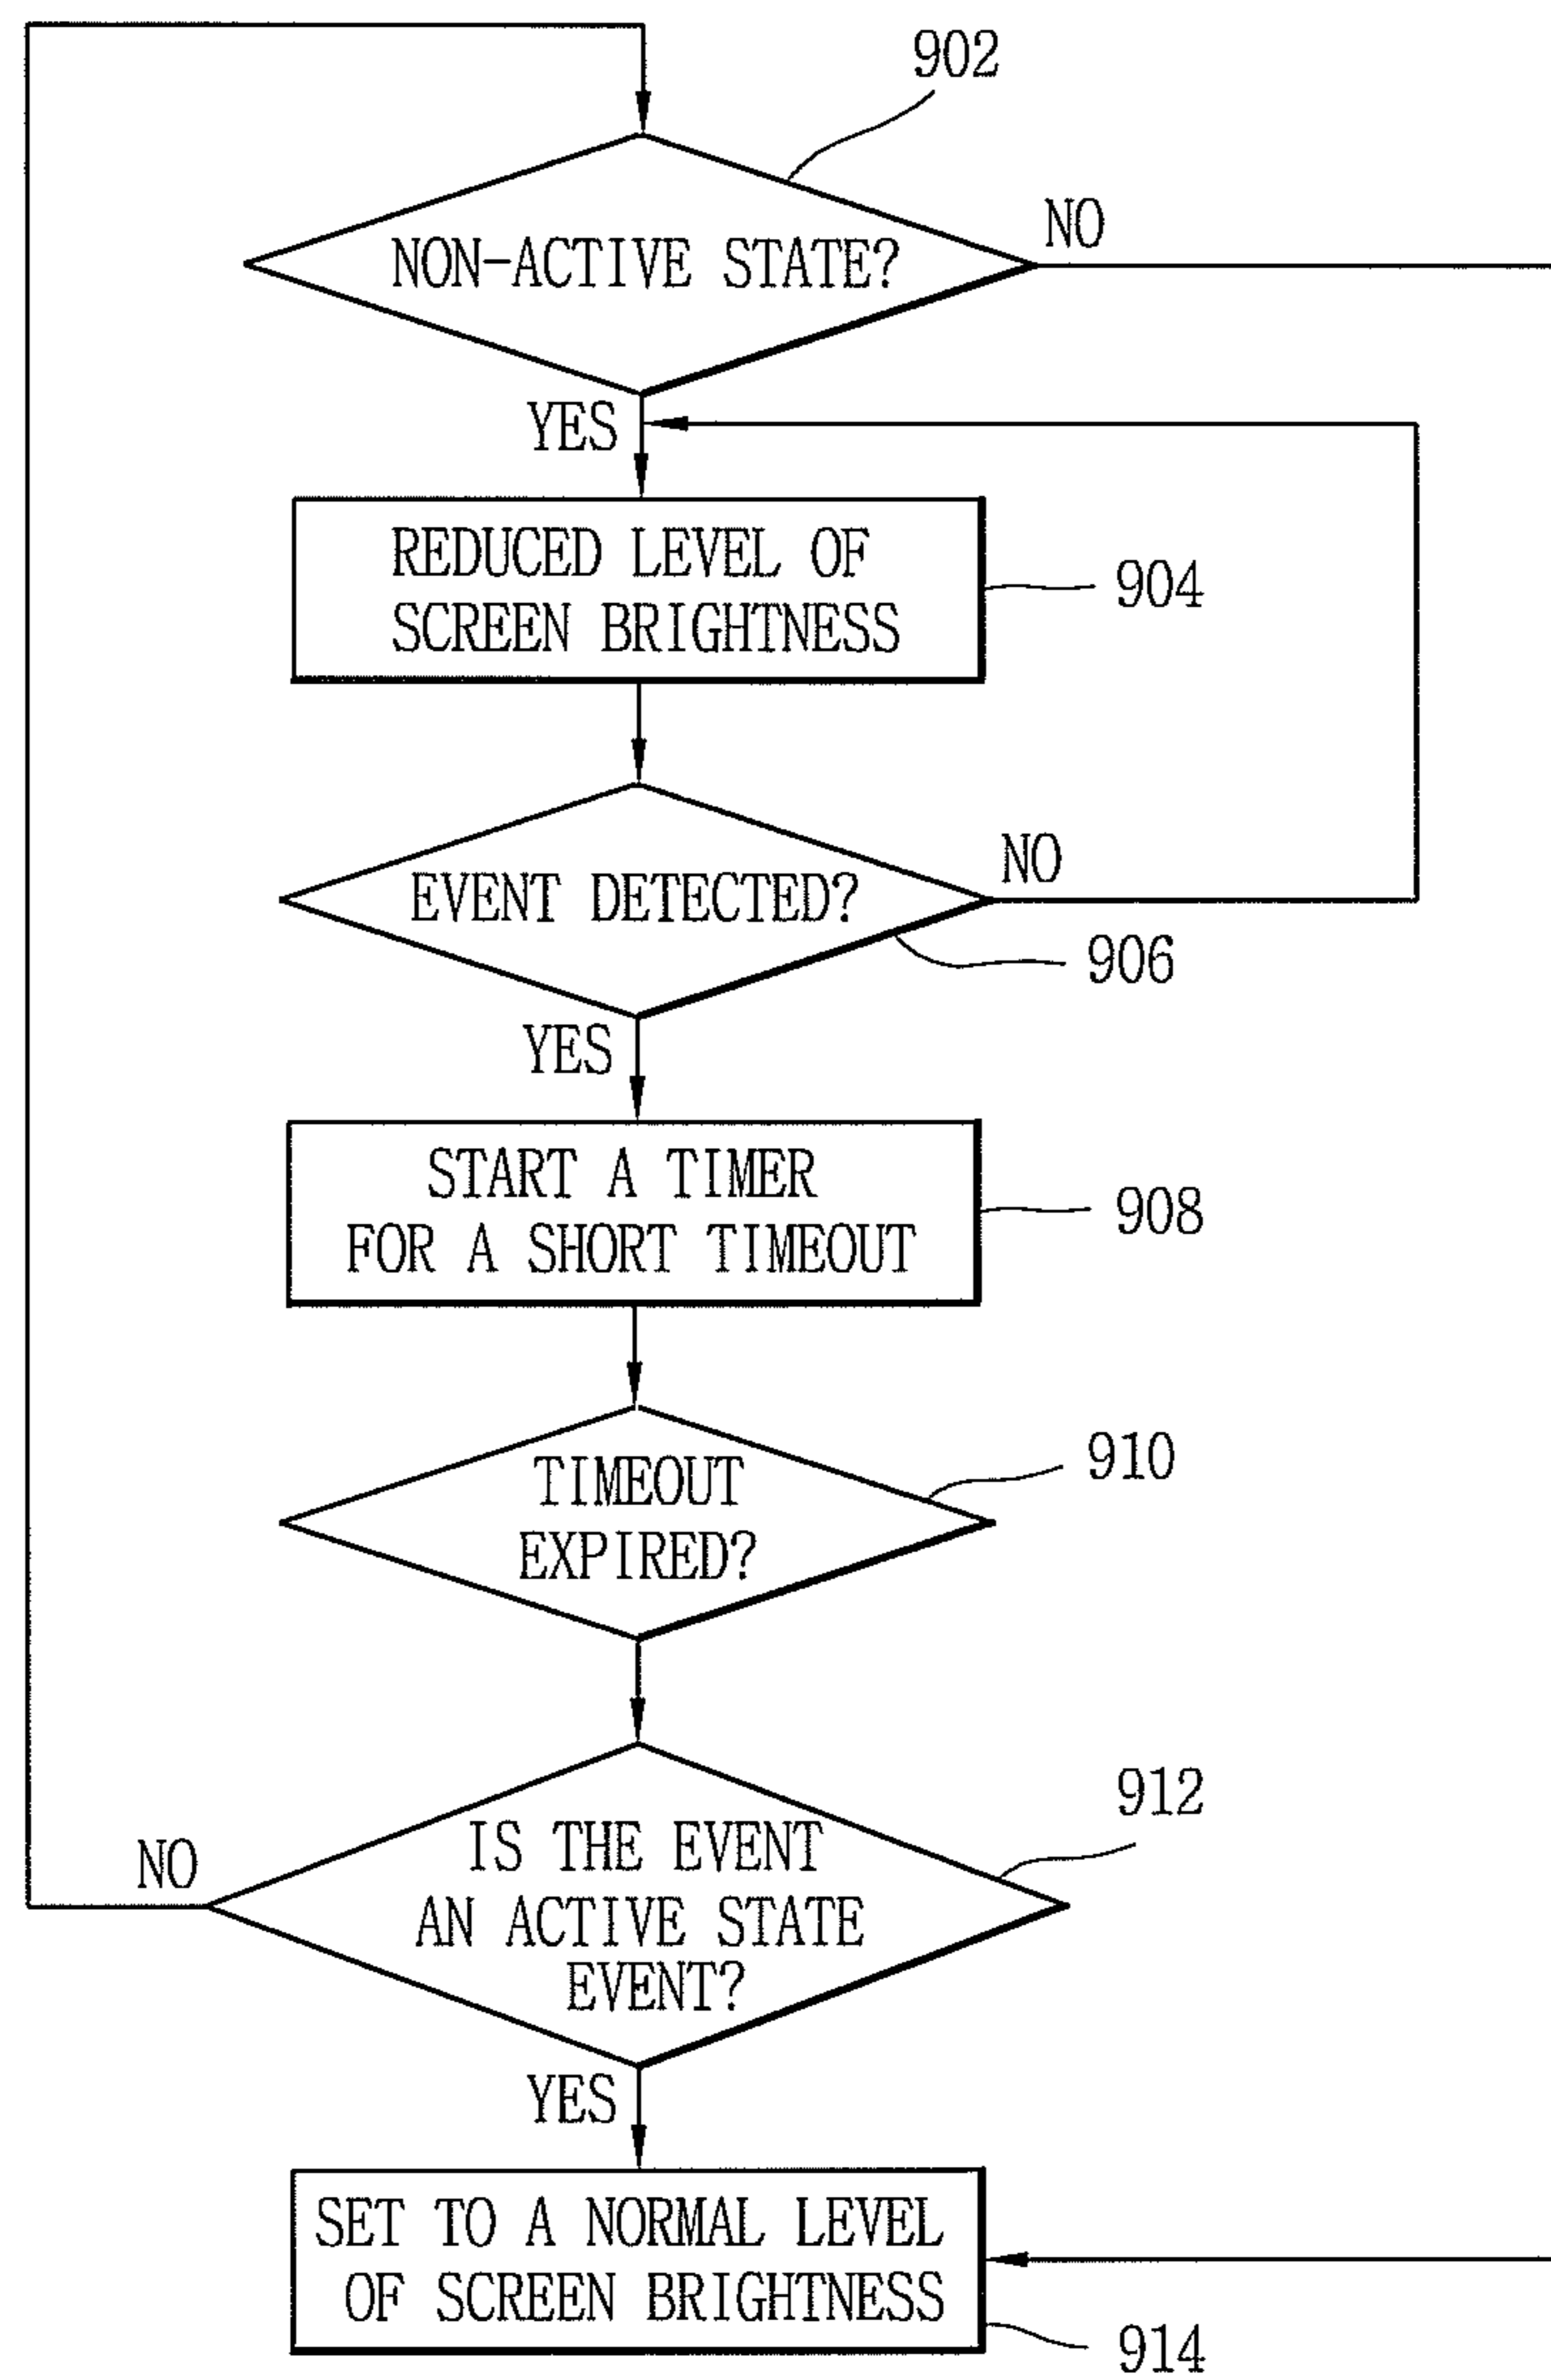 902
NON-ACTIVE STATE?
NO
YES
REDUCED LEVEL OF
SCREEN BRIGHTNESS
904
EVENT DETECTED?
NO
906
YES
START A TIMER
FOR A SHORT TIMEOUT
908
TIMEOUT
EXPIRED?
910
912
IS THE EVENT
AN ACTIVE STATE
EVENT?
NO
YES
SET TO A NORMAL LEVEL
OF SCREEN BRIGHTNESS
914